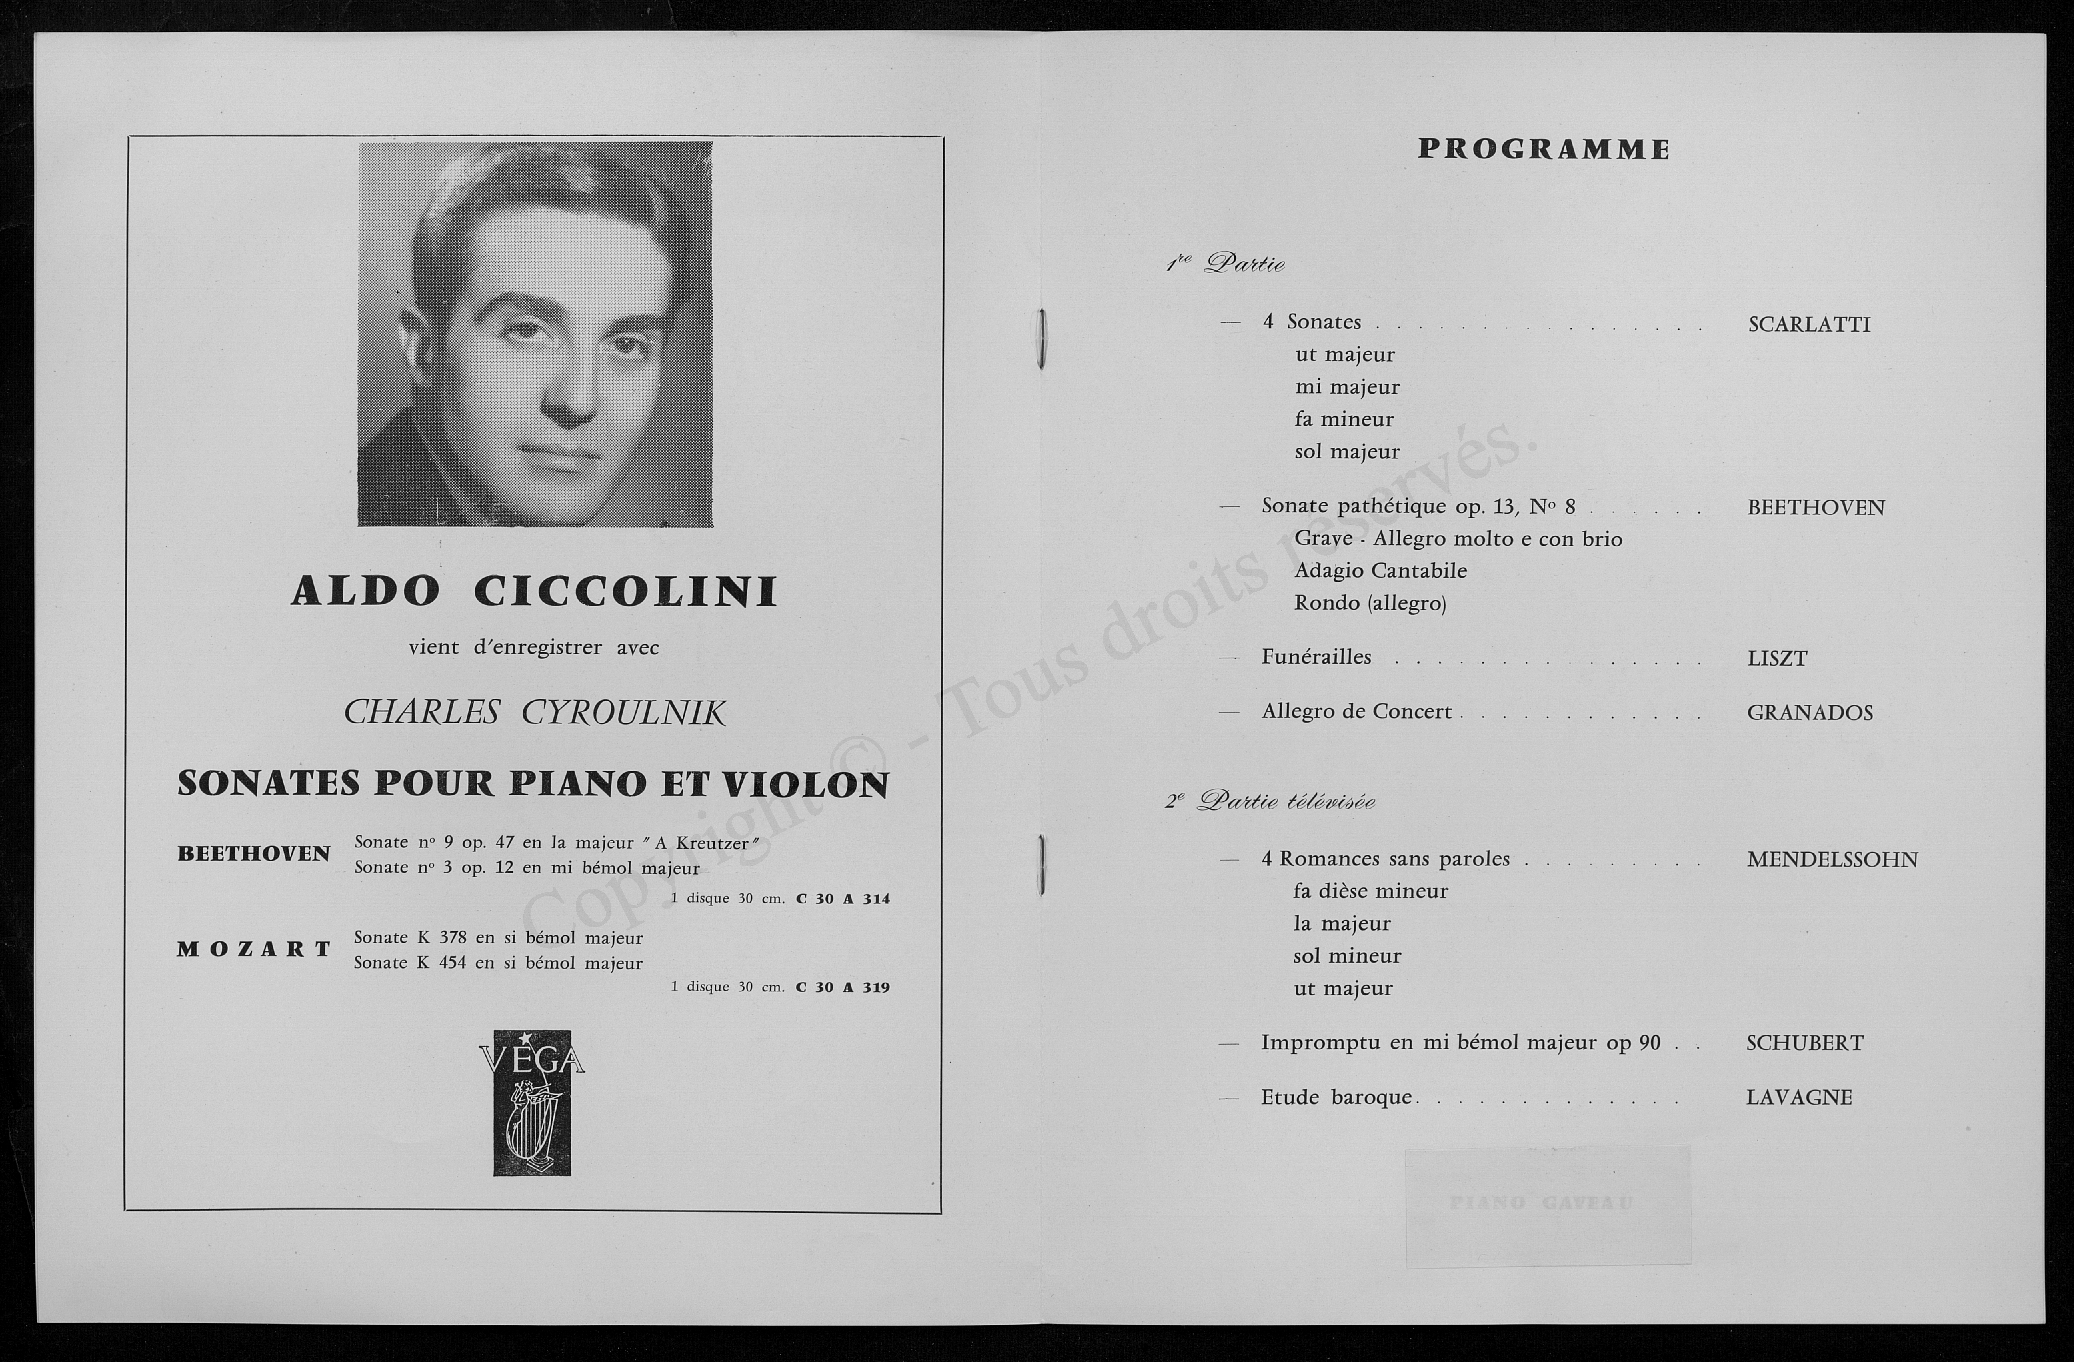 ALDO CICCOLINI
vient d'enregistrer avec
CHARLES CYROULNIK
SONATES POUR PIANO ET VIOLON
BEETHOVEN
Sonate nº 9 op. 47 en la majeur "A Kreutzer"
Sonate nº 3 op. 12 en mi bémol majeur
1 disque 30 cm. C 30 A 314
MOZART
Sonate K 378 en si bémol majeur
Sonate K 454 en si bémol majeur
1 disque 30 cm. C 30 A 319
VÉGA
PROGRAMME
1re Partie
— 4 Sonates . . . . . . . . . . . . . . . . SCARLATTI
ut majeur
mi majeur
fa mineur
sol majeur
— Sonate pathétique op. 13, Nº 8 . . . . . . BEETHOVEN
Grave - Allegro molto e con brio
Adagio Cantabile
Rondo (allegro)
— Funérailles . . . . . . . . . . . . . . . LISZT
— Allegro de Concert . . . . . . . . . . . . GRANADOS
2e Partie télévisée
— 4 Romances sans paroles . . . . . . . . . MENDELSSOHN
fa dièse mineur
la majeur
sol mineur
ut majeur
— Impromptu en mi bémol majeur op 90 . . SCHUBERT
— Etude baroque . . . . . . . . . . . . . LAVAGNE
PIANO GAVEAU
Copyright © - Tous droits réservés.